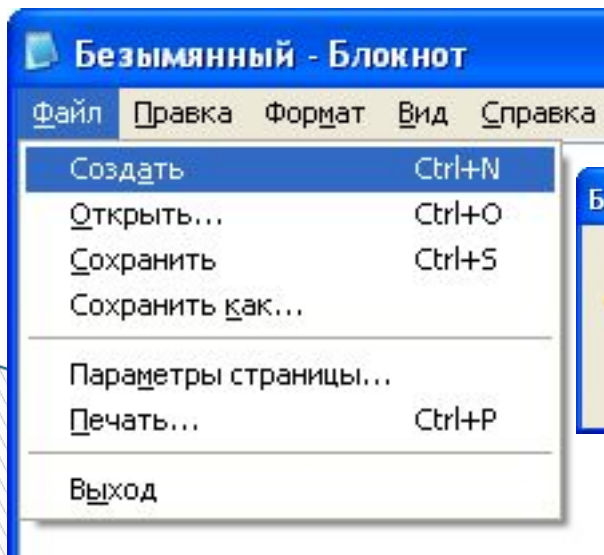 Безымянный - Блокнот
Файл Правка Формат Вид Справка
Создать Ctrl+N
Открыть... Ctrl+O
Сохранить Ctrl+S
Сохранить как...
Параметры страницы...
Печать... Ctrl+P
Выход